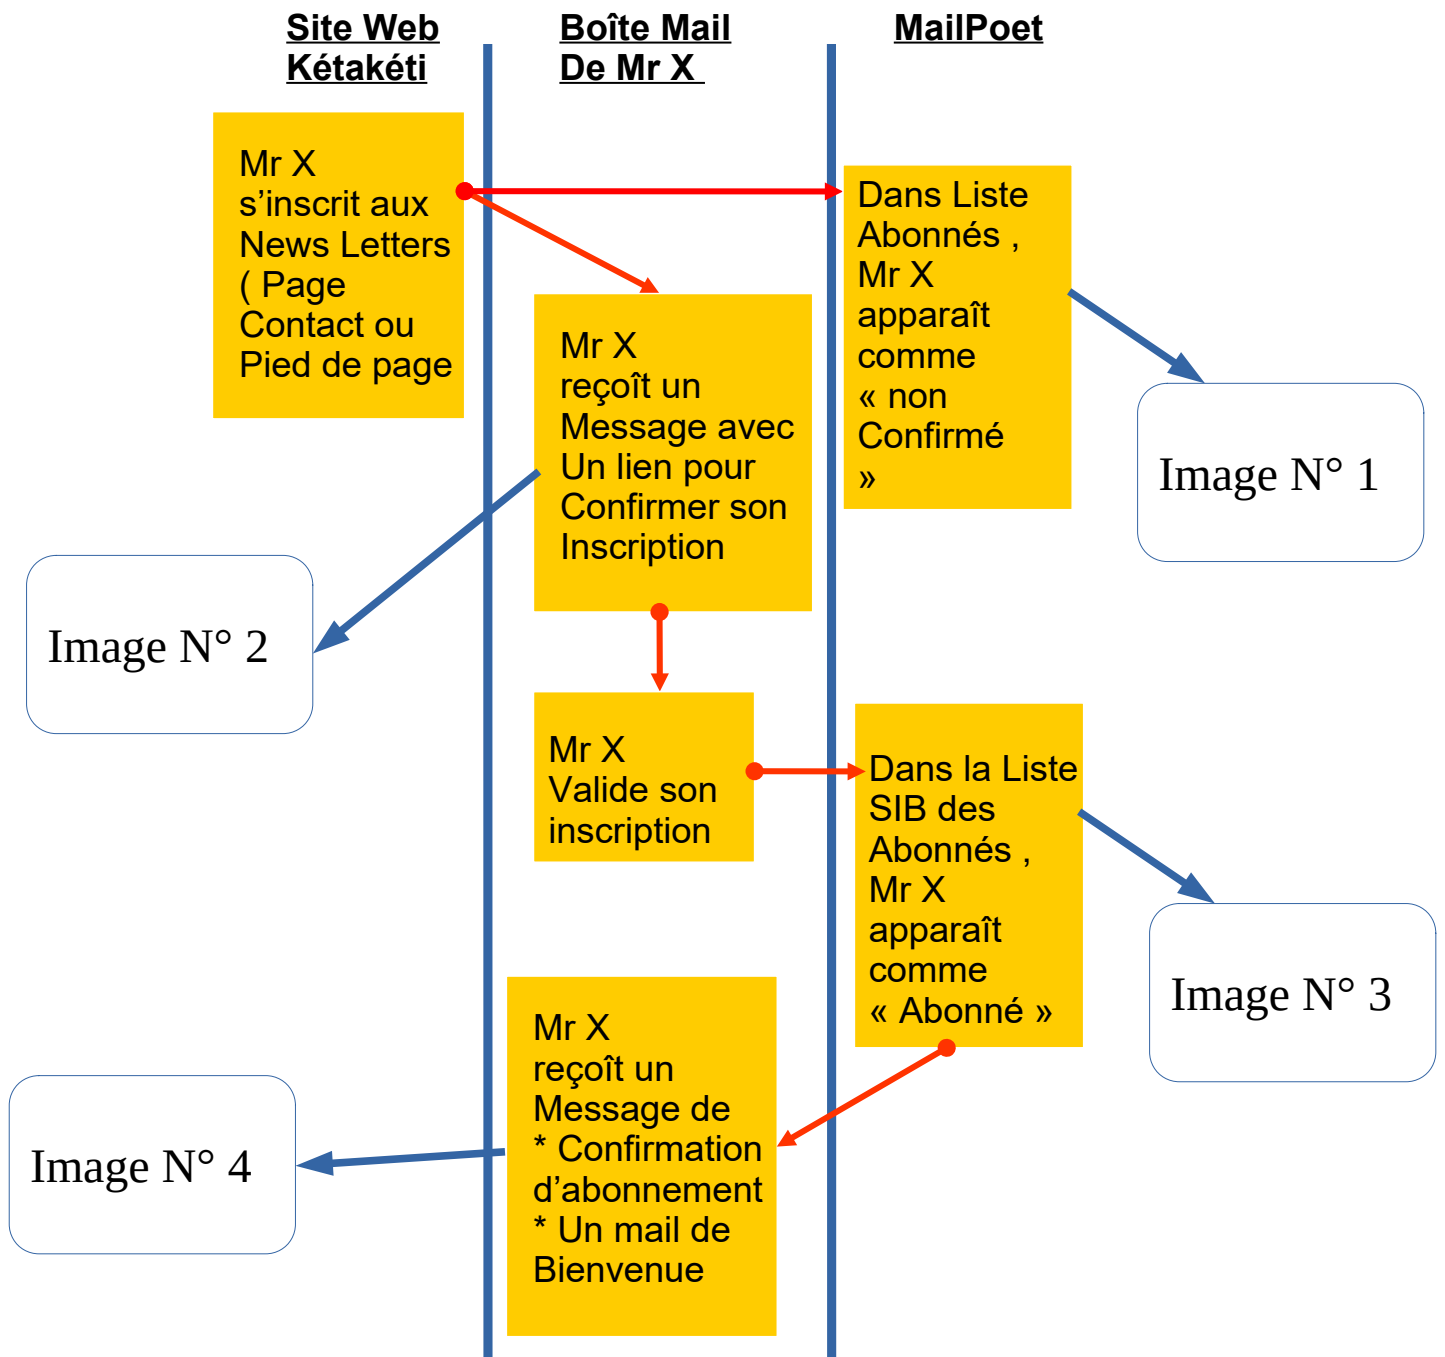 Site Web
Kétakéti
Boîte Mail
De Mr X
MailPoet
Mr X
s’inscrit aux
News Letters
( Page
Contact ou
Pied de page
Dans Liste
Abonnés ,
Mr X
apparaît
comme
« non
Confirmé
»
Mr X
reçoît un
Message avec
Un lien pour
Confirmer son
Inscription
Image N° 1
Image N° 2
Mr X
Valide son
inscription
Dans la Liste
SIB des
Abonnés ,
Mr X
apparaît
comme
« Abonné »
Image N° 3
Mr X
reçoît un
Message de
* Confirmation
d’abonnement
* Un mail de
Bienvenue
Image N° 4